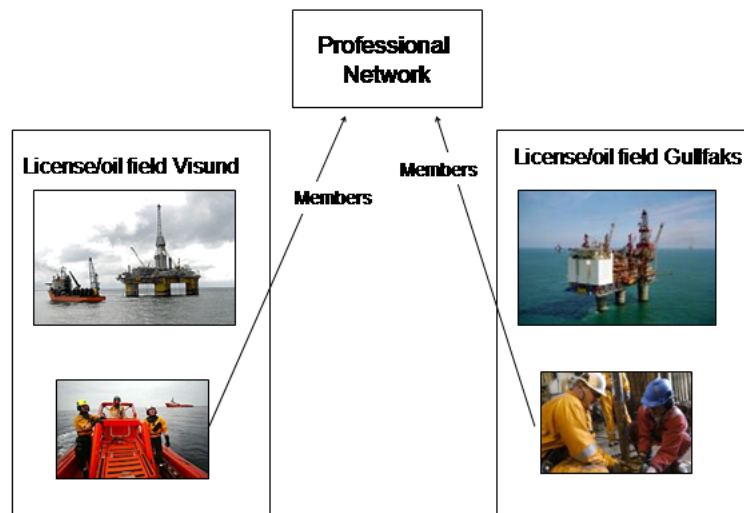 Professional
Network
License/oil field Visund
License/oil field Gullfaks
Members
Members